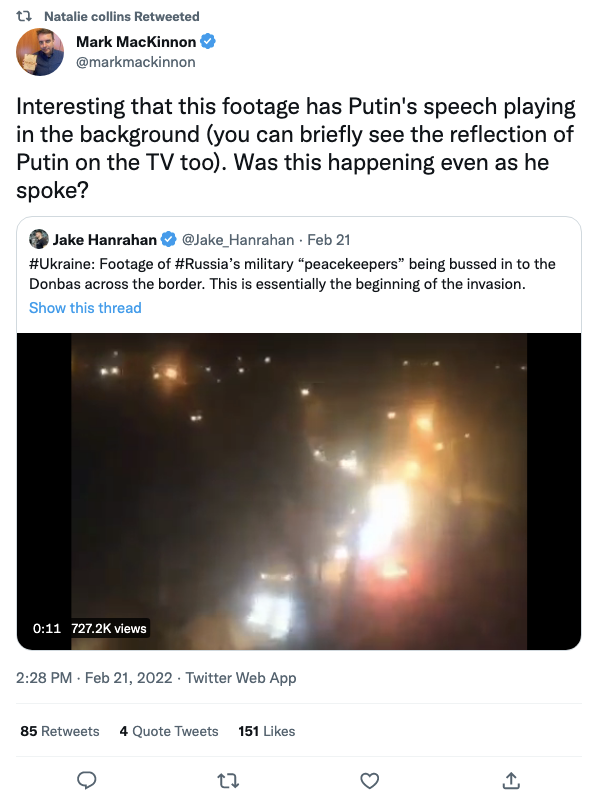 Natalie collins Retweeted
Mark MacKinnon
@markmackinnon
Interesting that this footage has Putin's speech playing
in the background (you can briefly see the reflection of
Putin on the TV too). Was this happening even as he
spoke?
Jake Hanrahan @Jake_Hanrahan · Feb 21
#Ukraine: Footage of #Russia’s military “peacekeepers” being bussed in to the
Donbas across the border. This is essentially the beginning of the invasion.
Show this thread
0:11 727.2K views
2:28 PM · Feb 21, 2022 · Twitter Web App
85 Retweets 4 Quote Tweets 151 Likes